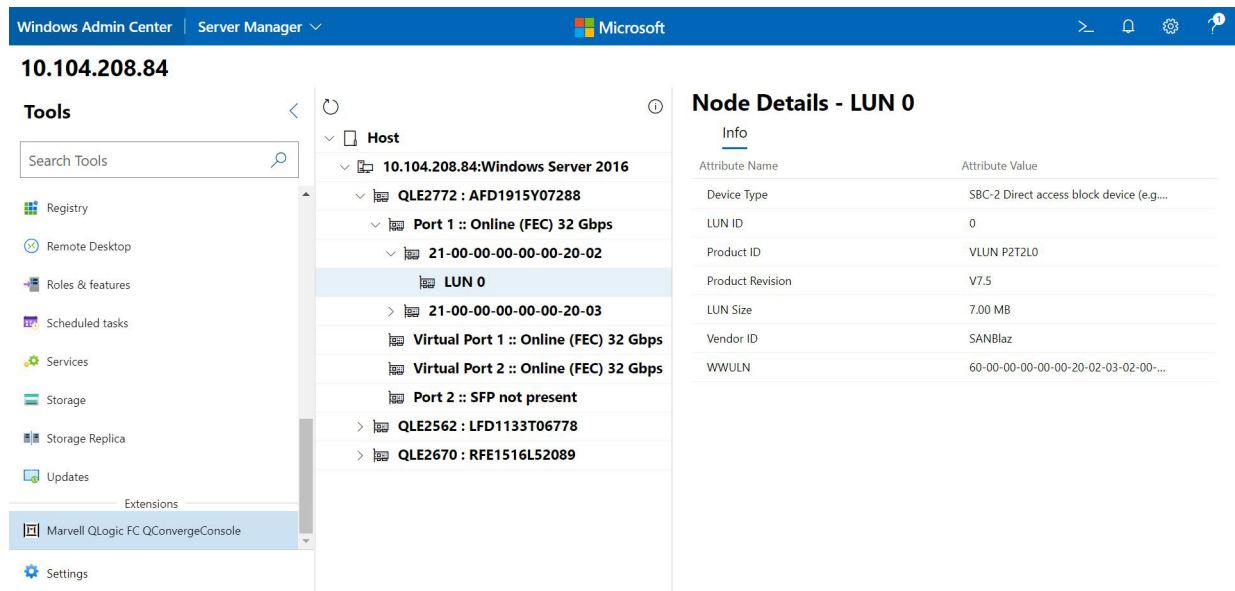 Windows Admin Center | Server Manager
Microsoft
1
10.104.208.84
Tools
Search Tools
Registry
Remote Desktop
Roles & features
Scheduled tasks
Services
Storage
Storage Replica
Updates
Extensions
Marvell QLogic FC QConvergeConsole
Settings
Host
10.104.208.84:Windows Server 2016
QLE2772 : AFD1915Y07288
Port 1 :: Online (FEC) 32 Gbps
21-00-00-00-00-00-20-02
LUN 0
21-00-00-00-00-00-20-03
Virtual Port 1 :: Online (FEC) 32 Gbps
Virtual Port 2 :: Online (FEC) 32 Gbps
Port 2 :: SFP not present
QLE2562 : LFD1133T06778
QLE2670 : RFE1516L52089
Node Details - LUN 0
Info
Attribute Name Attribute Value
Device Type SBC-2 Direct access block device (e.g....
LUN ID 0
Product ID VLUN P2T2L0
Product Revision V7.5
LUN Size 7.00 MB
Vendor ID SANBlaz
WWULN 60-00-00-00-00-00-20-02-03-02-00-...